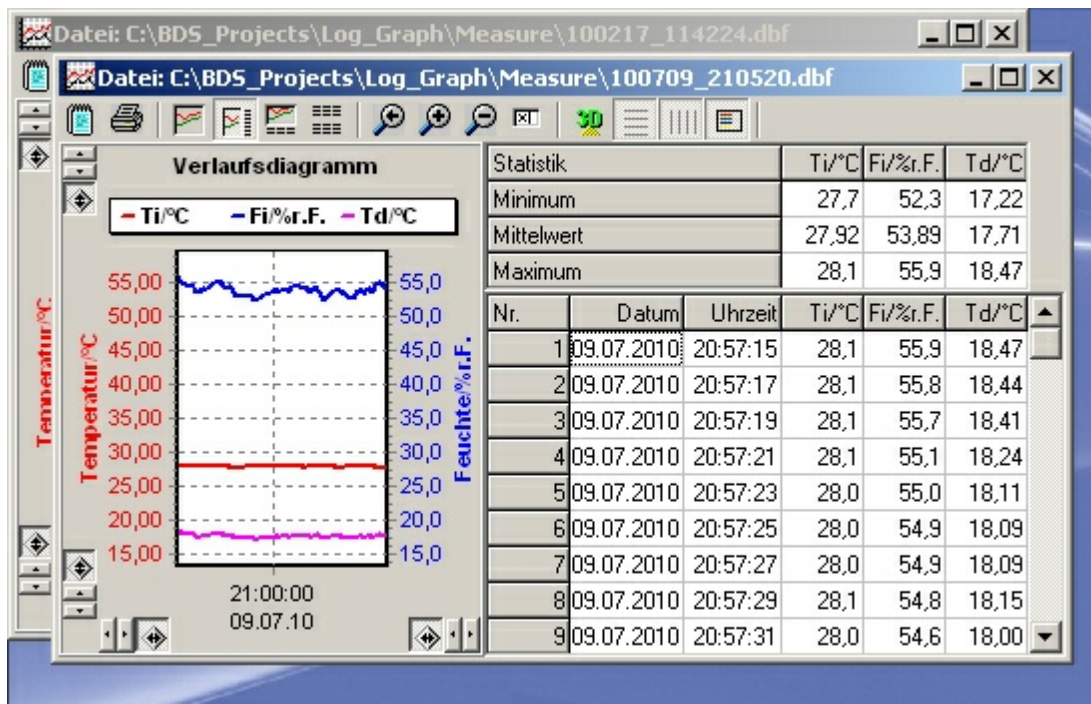 Datei: C:\BDS_Projects\Log_Graph\Measure\100217_114224.dbf
Datei: C:\BDS_Projects\Log_Graph\Measure\100709_210520.dbf
3D
Temperatur/°C
Verlaufsdiagramm
Ti/°C Fi/%r.F. Td/°C
Temperatur/°C
55,00
50,00
45,00
40,00
35,00
30,00
25,00
20,00
15,00
55,0
50,0
45,0
40,0
35,0
30,0
25,0
20,0
15,0
Feuchte/%r.F.
21:00:00
09.07.10
Statistik Ti/°C Fi/%r.F. Td/°C
Minimum 27,7 52,3 17,22
Mittelwert 27,92 53,89 17,71
Maximum 28,1 55,9 18,47
Nr. Datum Uhrzeit Ti/°C Fi/%r.F. Td/°C
1 09.07.2010 20:57:15 28,1 55,9 18,47
2 09.07.2010 20:57:17 28,1 55,8 18,44
3 09.07.2010 20:57:19 28,1 55,7 18,41
4 09.07.2010 20:57:21 28,1 55,1 18,24
5 09.07.2010 20:57:23 28,0 55,0 18,11
6 09.07.2010 20:57:25 28,0 54,9 18,09
7 09.07.2010 20:57:27 28,0 54,9 18,09
8 09.07.2010 20:57:29 28,1 54,8 18,15
9 09.07.2010 20:57:31 28,0 54,6 18,00